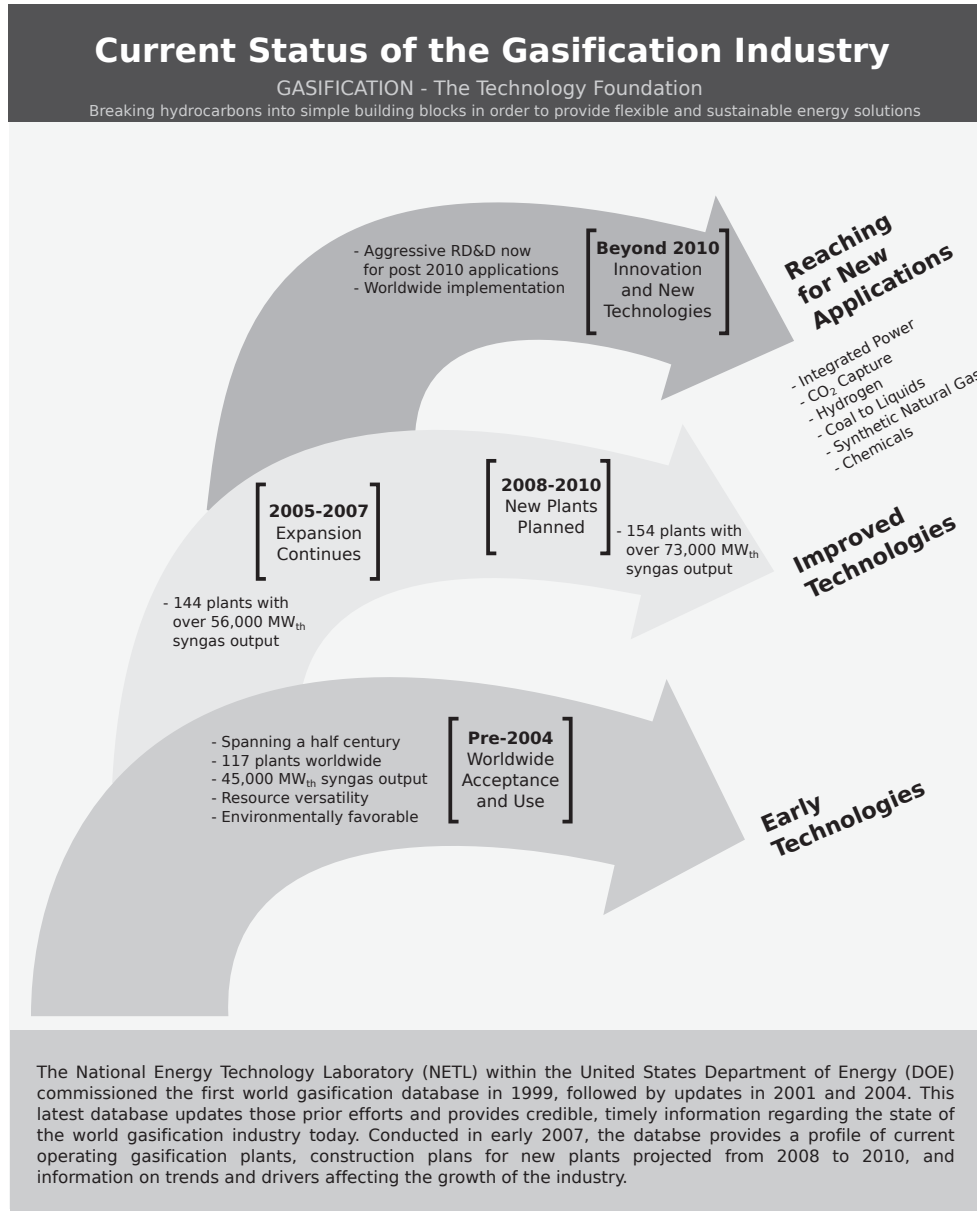 Current Status of the Gasification Industry
GASIFICATION - The Technology Foundation
Breaking hydrocarbons into simple building blocks in order to provide flexible and sustainable energy solutions
- Aggressive RD&D now
for post 2010 applications
- Worldwide implementation
Beyond 2010
Innovation
and New
Technologies
Reaching
for New
Applications
- Integrated Power
- CO₂ Capture
- Hydrogen
- Coal to Liquids
- Synthetic Natural Gas
- Chemicals
2005-2007
Expansion
Continues
- 144 plants with
over 56,000 MWth
syngas output
2008-2010
New Plants
Planned
- 154 plants with
over 73,000 MWth
syngas output
Improved
Technologies
- Spanning a half century
- 117 plants worldwide
- 45,000 MWth syngas output
- Resource versatility
- Environmentally favorable
Pre-2004
Worldwide
Acceptance
and Use
Early
Technologies
The National Energy Technology Laboratory (NETL) within the United States Department of Energy (DOE)
commissioned the first world gasification database in 1999, followed by updates in 2001 and 2004. This
latest database updates those prior efforts and provides credible, timely information regarding the state of
the world gasification industry today. Conducted in early 2007, the databse provides a profile of current
operating gasification plants, construction plans for new plants projected from 2008 to 2010, and
information on trends and drivers affecting the growth of the industry.